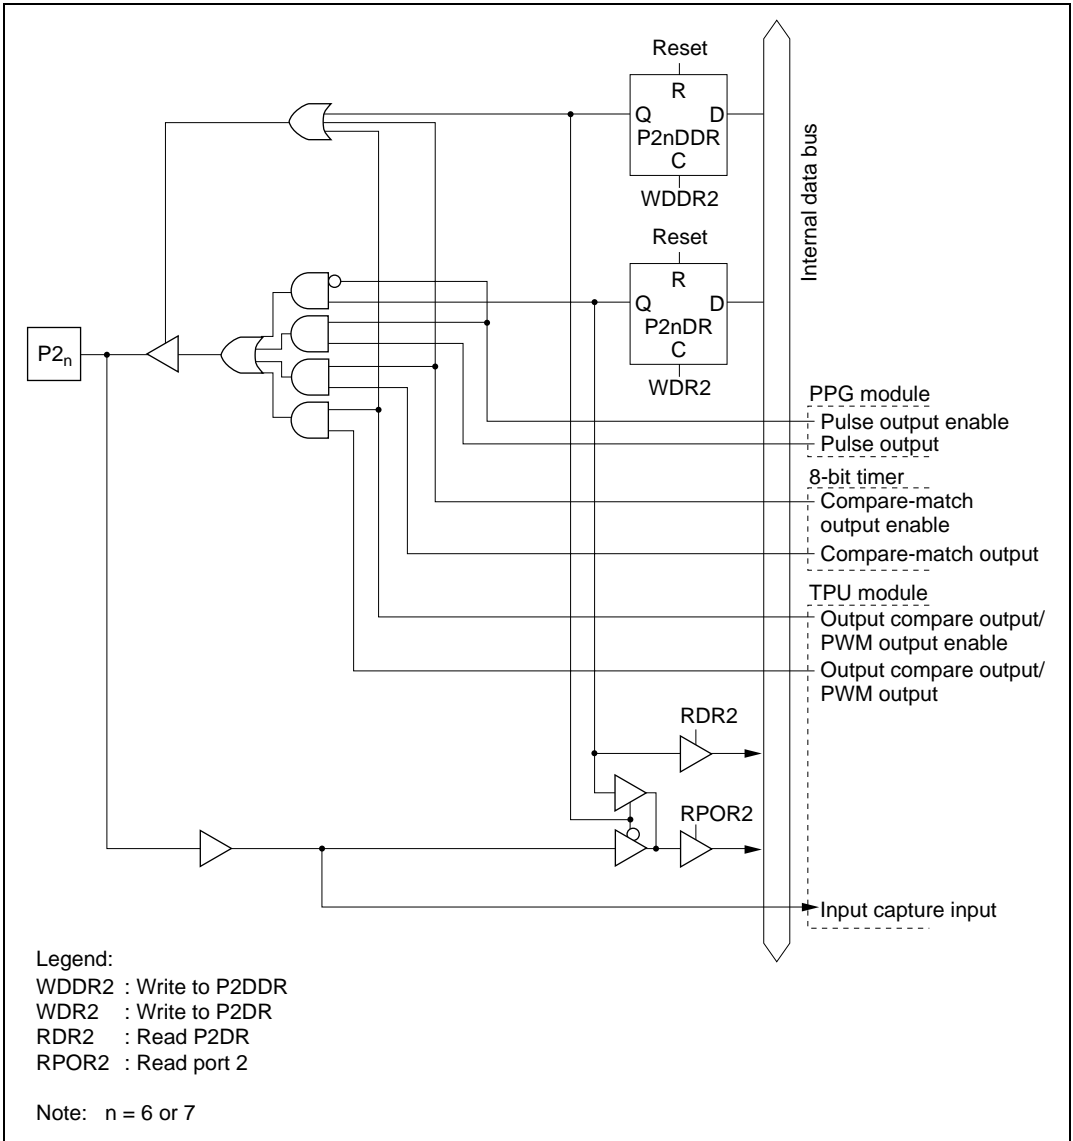 Reset
R
Q D
P2nDDR
C
WDDR2
Internal data bus
Reset
R
Q D
P2nDR
C
WDR2
P2n
PPG module
Pulse output enable
Pulse output
8-bit timer
Compare-match
output enable
Compare-match output
TPU module
Output compare output/
PWM output enable
Output compare output/
PWM output
RDR2
RPOR2
Input capture input
Legend:
WDDR2 : Write to P2DDR
WDR2 : Write to P2DR
RDR2 : Read P2DR
RPOR2 : Read port 2
Note: n = 6 or 7